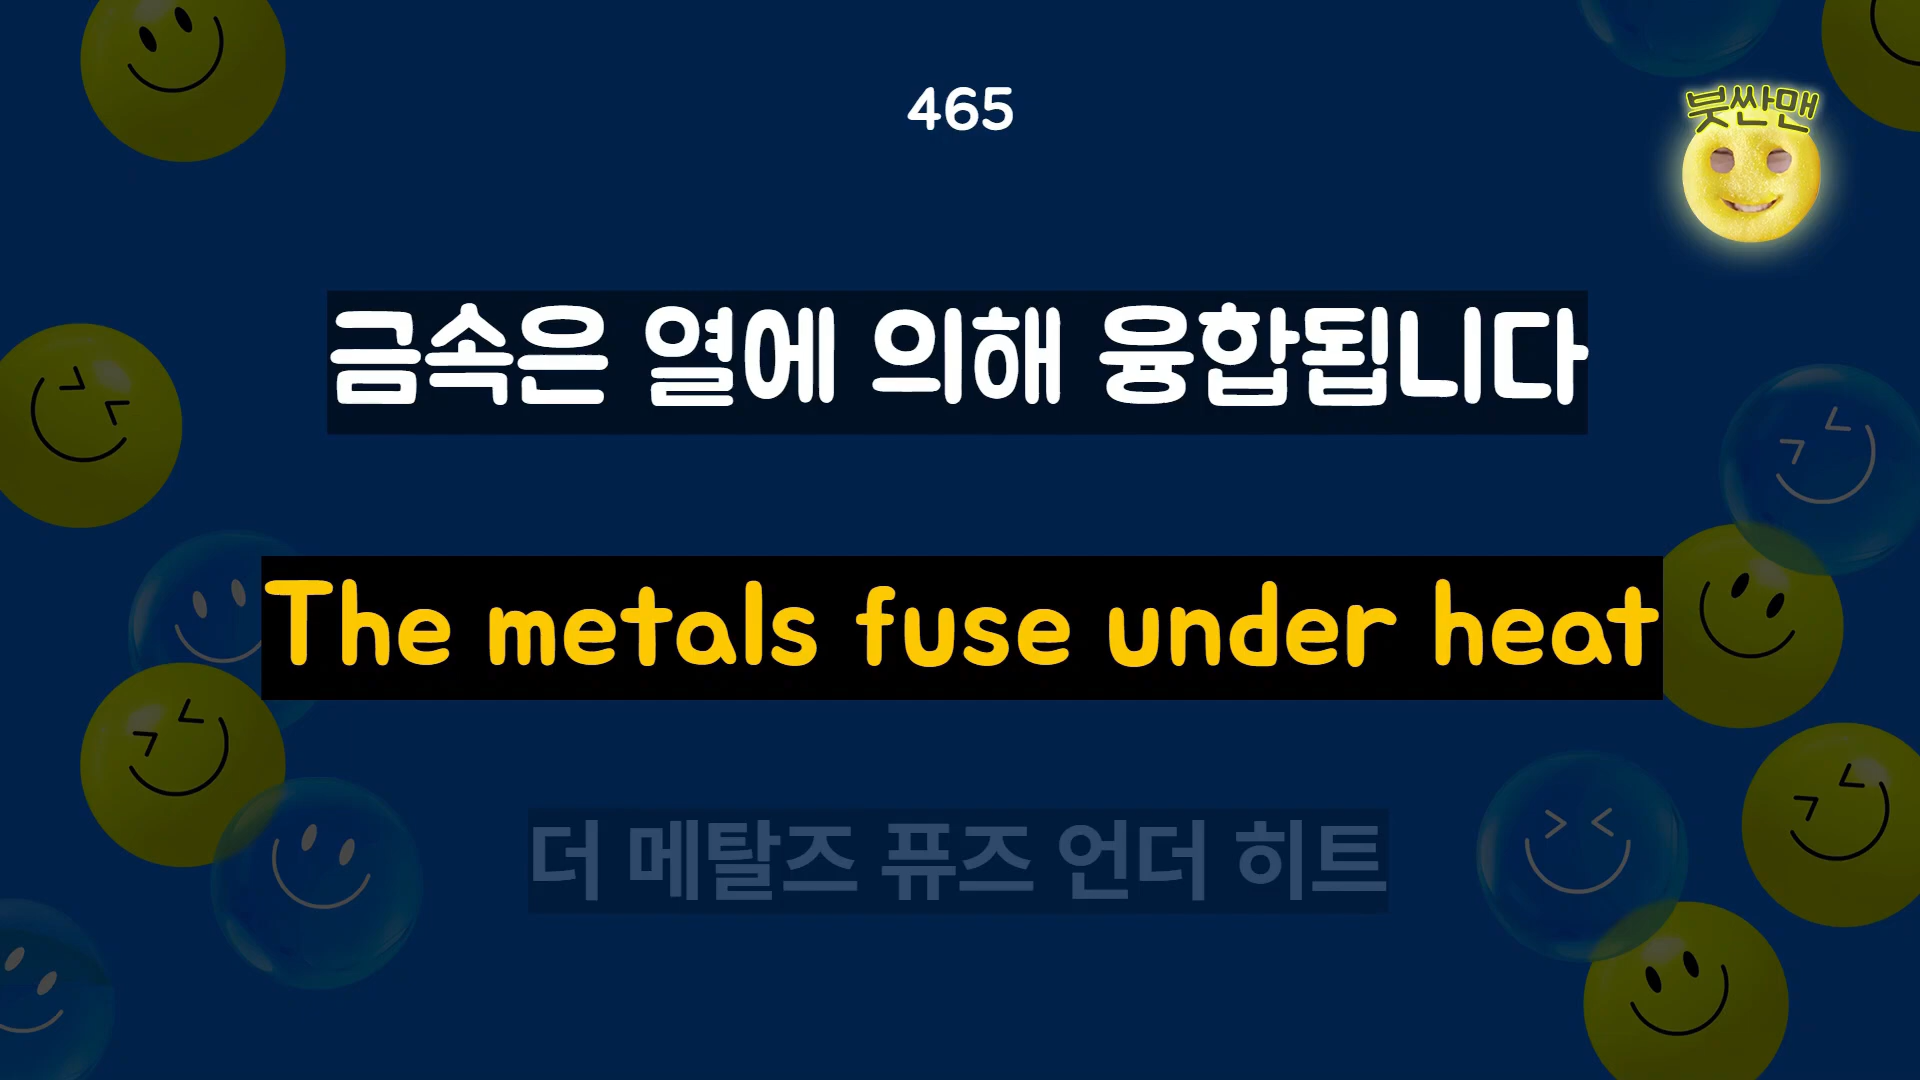 465
붓싼맨
금속은 열에 의해 융합됩니다
The metals fuse under heat
더 메탈즈 퓨즈 언더 히트